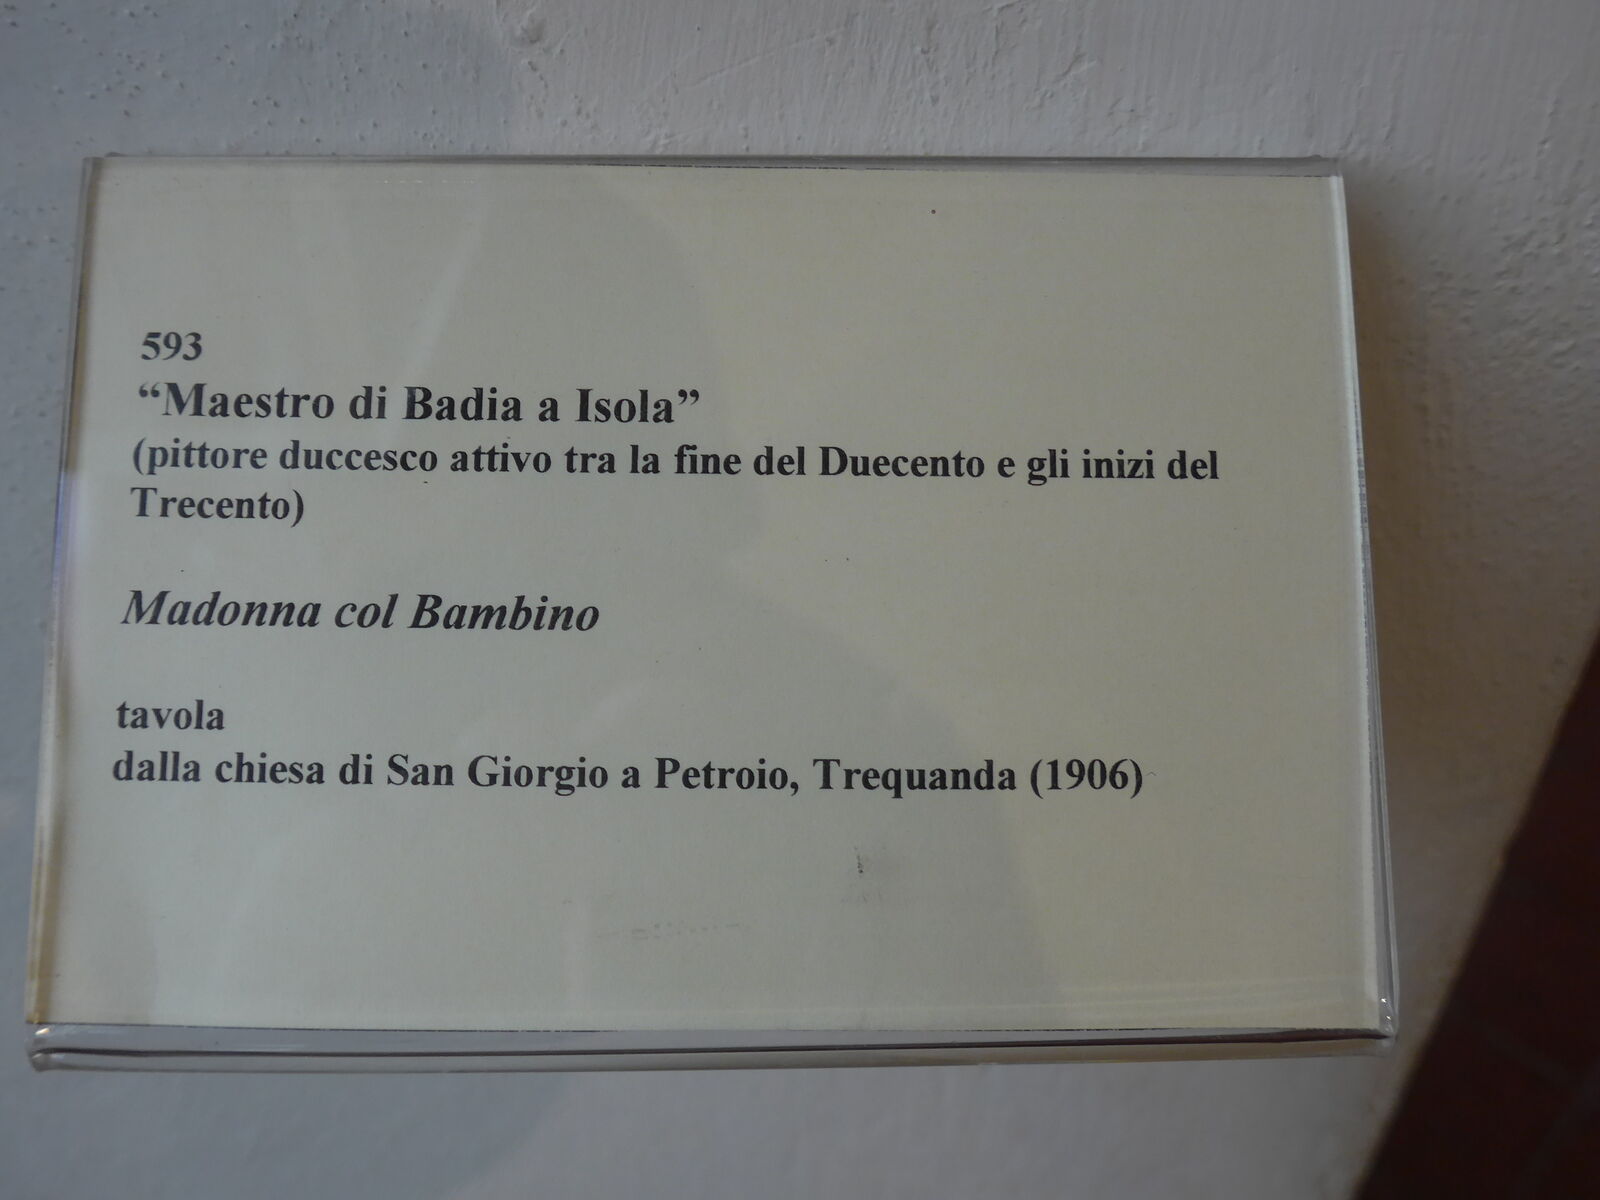 593
“Maestro di Badia a Isola”
(pittore duccesco attivo tra la fine del Duecento e gli inizi del
Trecento)
Madonna col Bambino
tavola
dalla chiesa di San Giorgio a Petroio, Trequanda (1906)